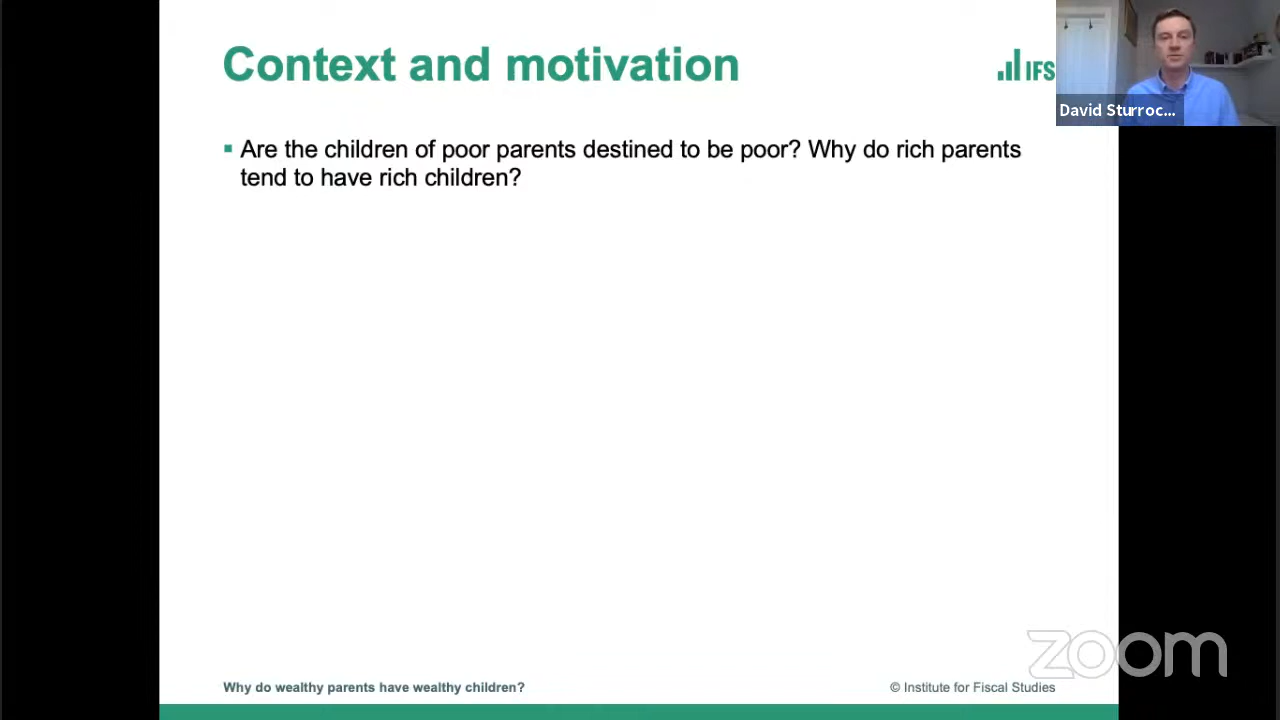 Context and motivation
IFS
David Sturroc...
▪ Are the children of poor parents destined to be poor? Why do rich parents
tend to have rich children?
zoom
Why do wealthy parents have wealthy children?
© Institute for Fiscal Studies